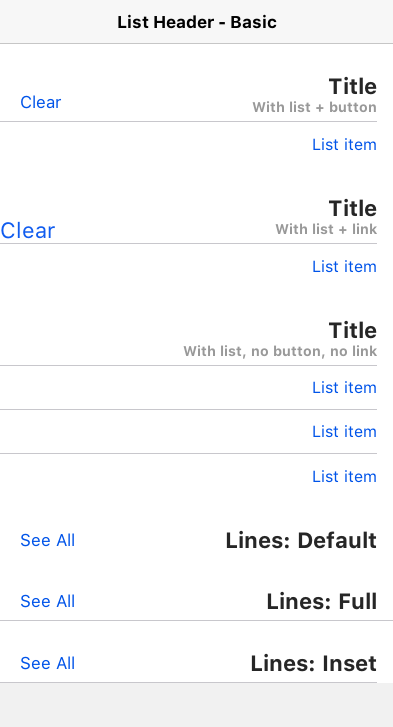 List Header - Basic
Title
With list + button
Clear
List item
Title
With list + link
Clear
List item
Title
With list, no button, no link
List item
List item
List item
Lines: Default
See All
Lines: Full
See All
Lines: Inset
See All